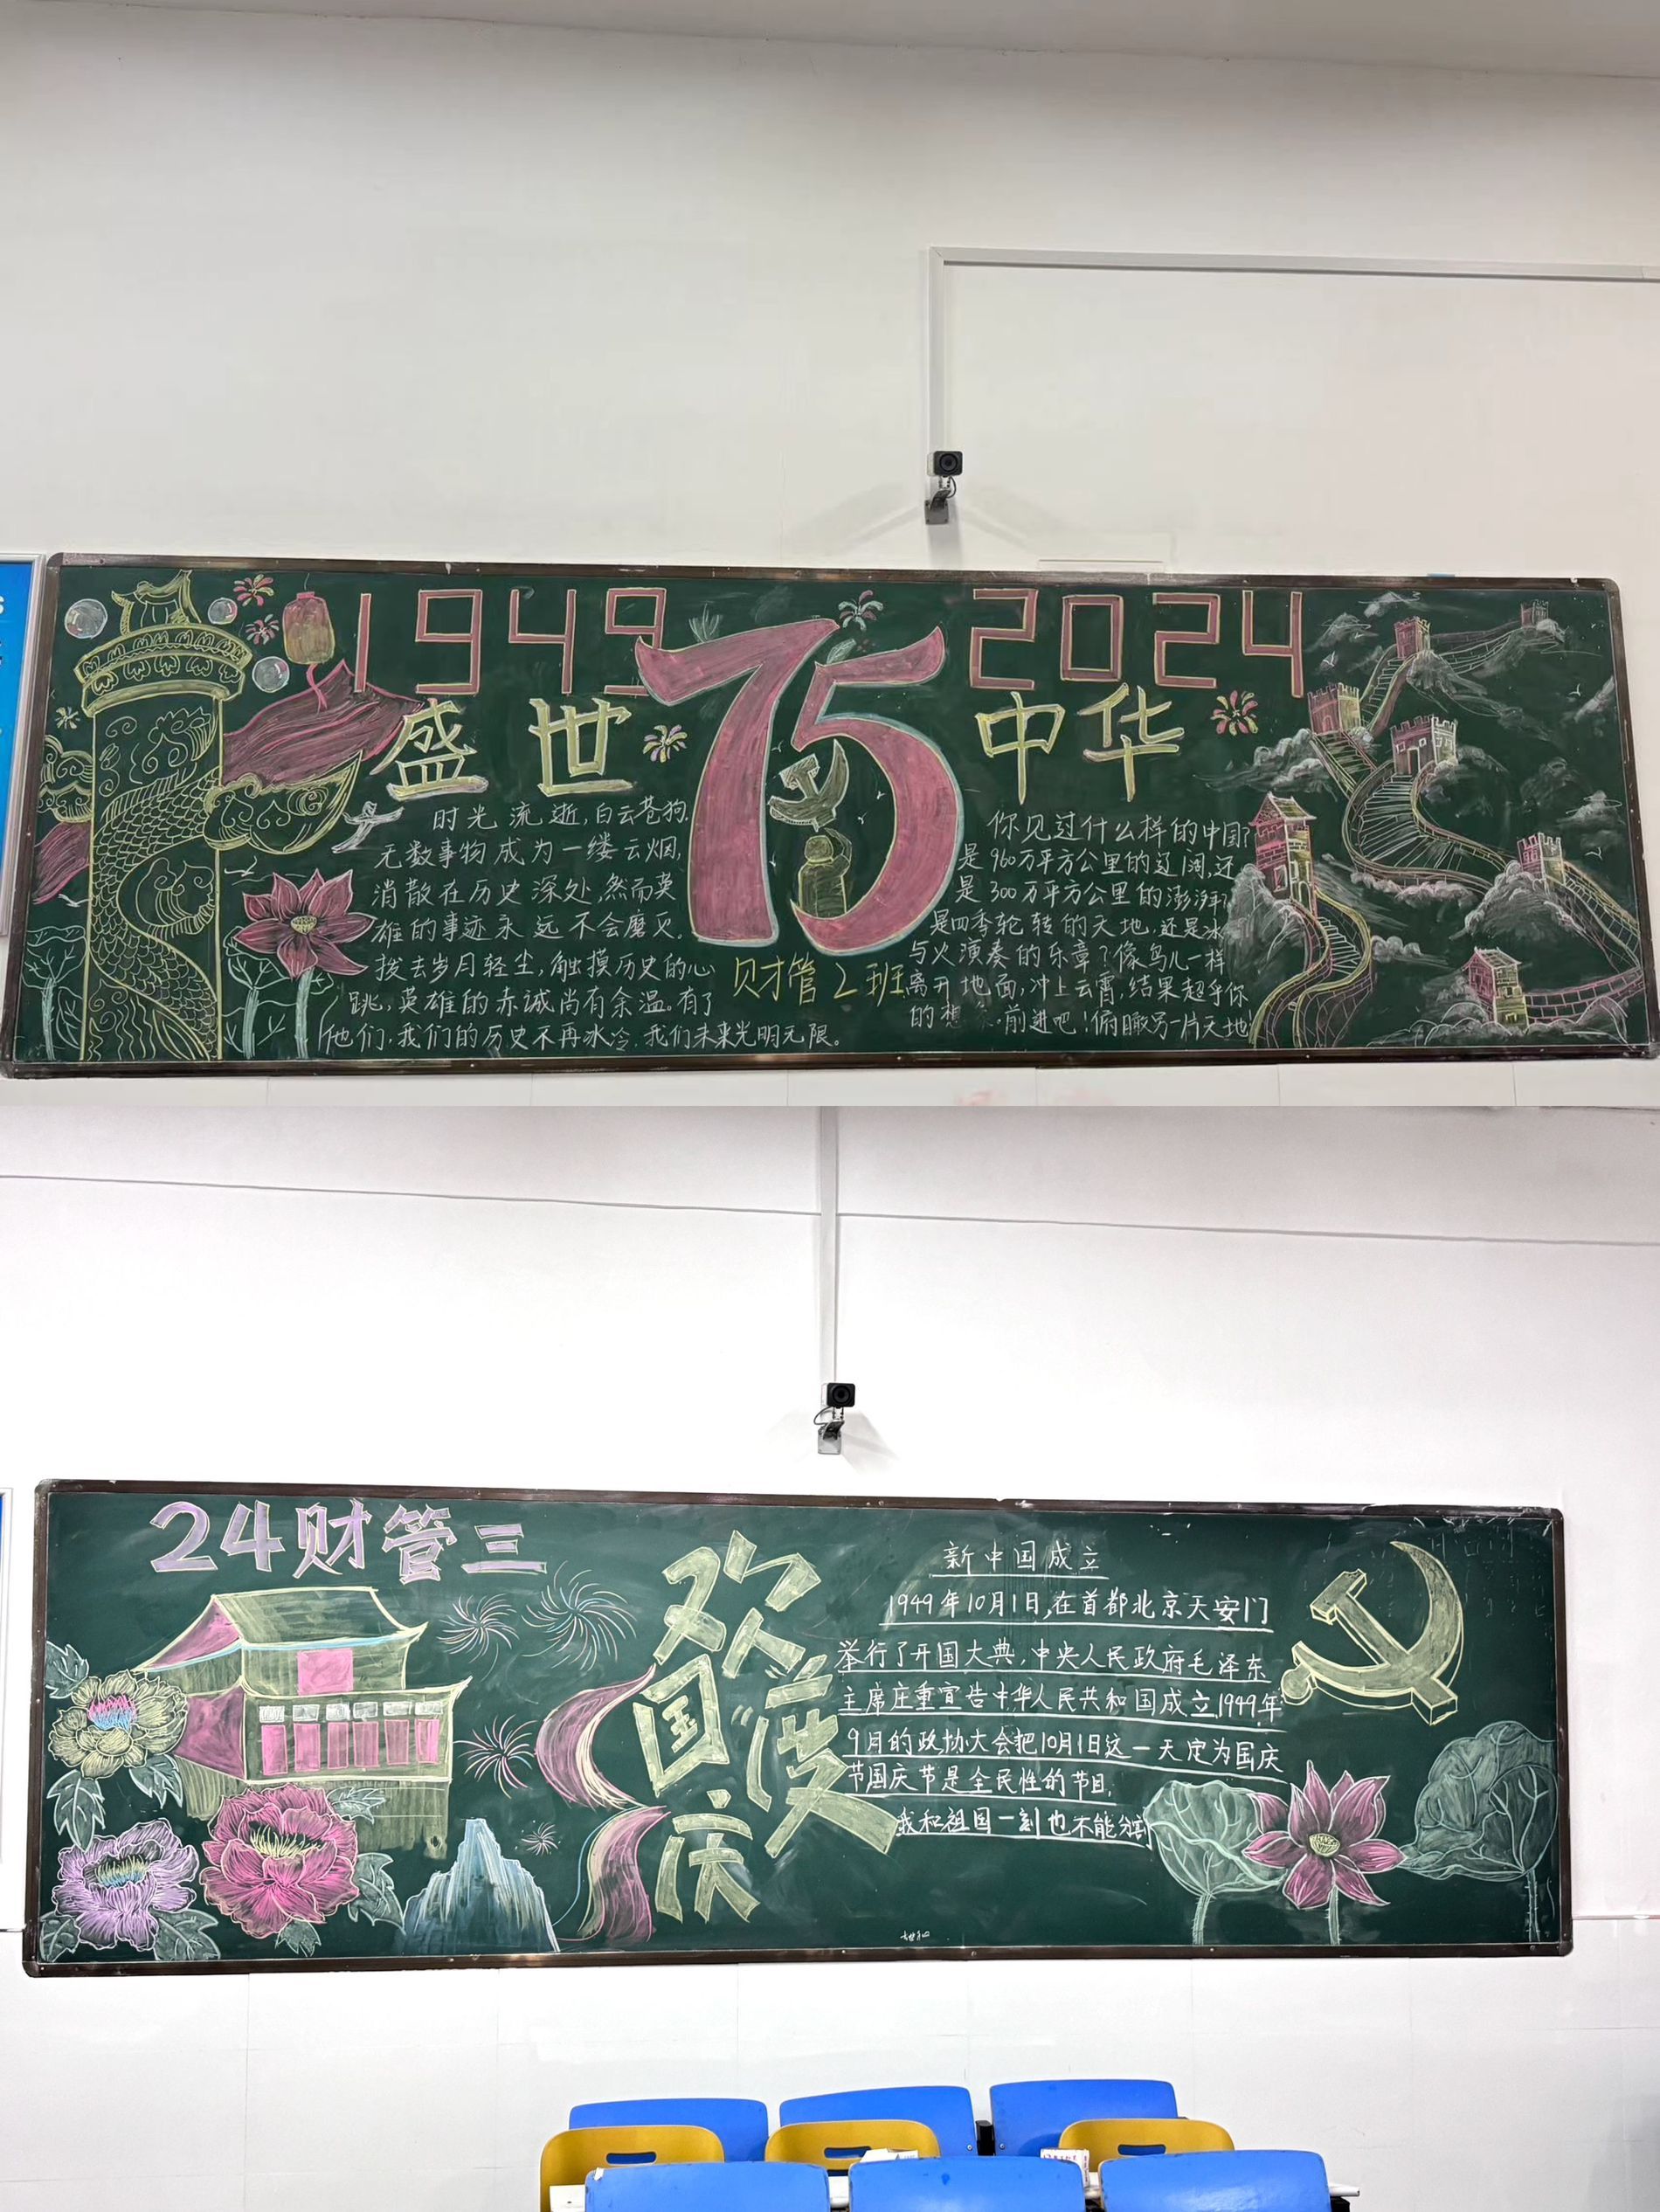 1949 75 2024
盛世 中华
时光流逝,白云苍狗,
无数事物成为一缕云烟,
消散在历史深处,然而英
雄的事迹永远不会磨灭。
拨去岁月轻尘,触摸历史的心
跳,英雄的赤诚尚有余温。有了
他们,我们的历史不再冰冷,我们未来光明无限。
财管2班
你见过什么样的中国?
是960万平方公里的辽阔,还
是300万平方公里的澎湃?
是四季轮转的天地,还是冰
与火演奏的乐章?像鸟儿一样
离开地面,冲上云霄,结果超乎你
的想 前进吧!俯瞰另一片天地!
24财管三
欢度
国庆
新中国成立
1949年10月1日,在首都北京天安门
举行了开国大典,中央人民政府毛泽东
主席庄重宣告中华人民共和国成立,1949年
9月的政协大会把10月1日这一天定为国庆
节国庆节是全民性的节日,
我和祖国一刻也不能分割